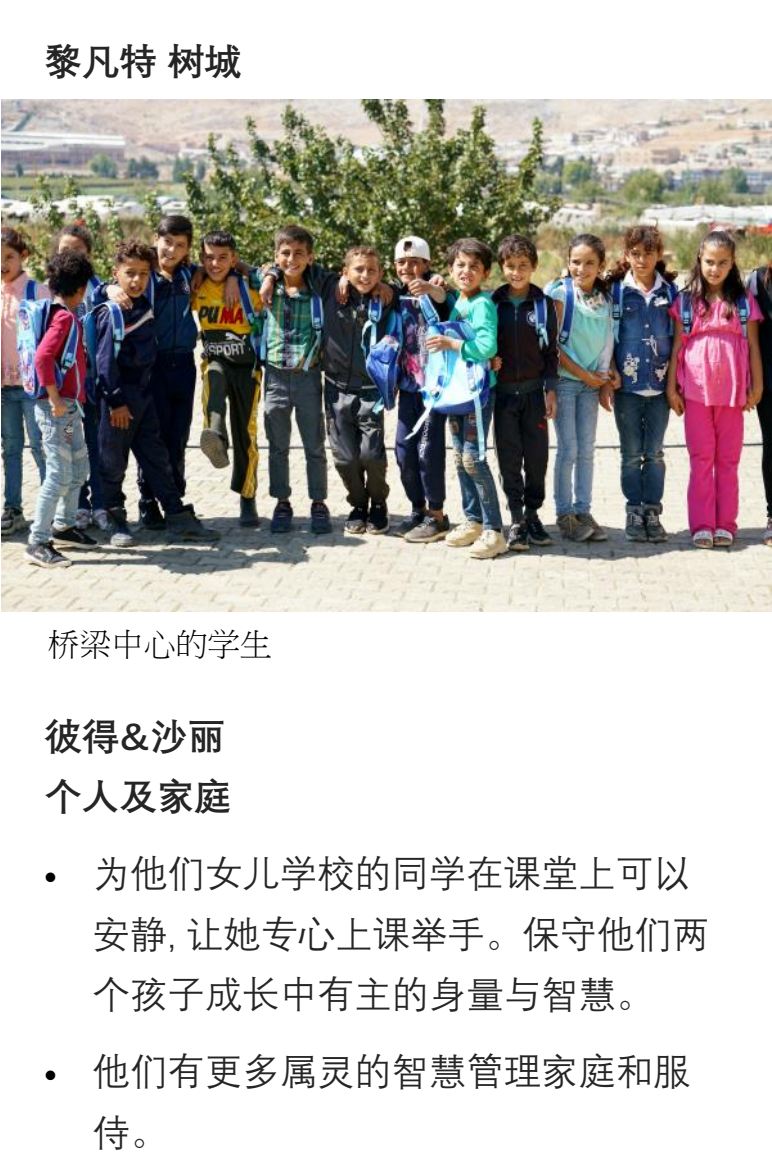 黎凡特 树城
PUMA
SPORT
桥梁中心的学生
彼得&沙丽
个人及家庭
• 为他们女儿学校的同学在课堂上可以
安静, 让她专心上课举手。保守他们两
个孩子成长中有主的身量与智慧。
• 他们有更多属灵的智慧管理家庭和服
侍。